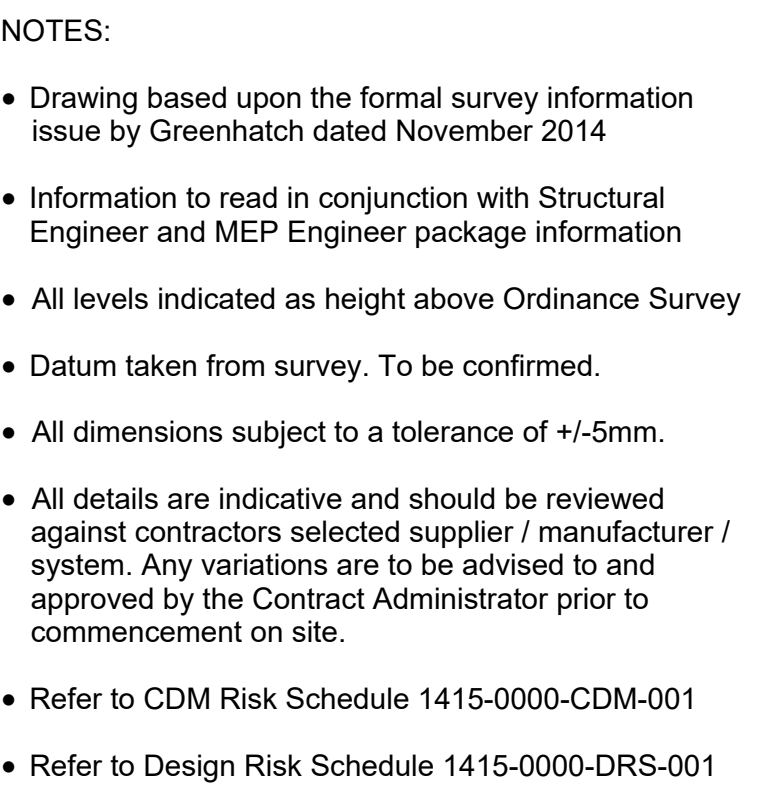 NOTES:
• Drawing based upon the formal survey information
issue by Greenhatch dated November 2014
• Information to read in conjunction with Structural
Engineer and MEP Engineer package information
• All levels indicated as height above Ordinance Survey
• Datum taken from survey. To be confirmed.
• All dimensions subject to a tolerance of +/-5mm.
• All details are indicative and should be reviewed
against contractors selected supplier / manufacturer /
system. Any variations are to be advised to and
approved by the Contract Administrator prior to
commencement on site.
• Refer to CDM Risk Schedule 1415-0000-CDM-001
• Refer to Design Risk Schedule 1415-0000-DRS-001